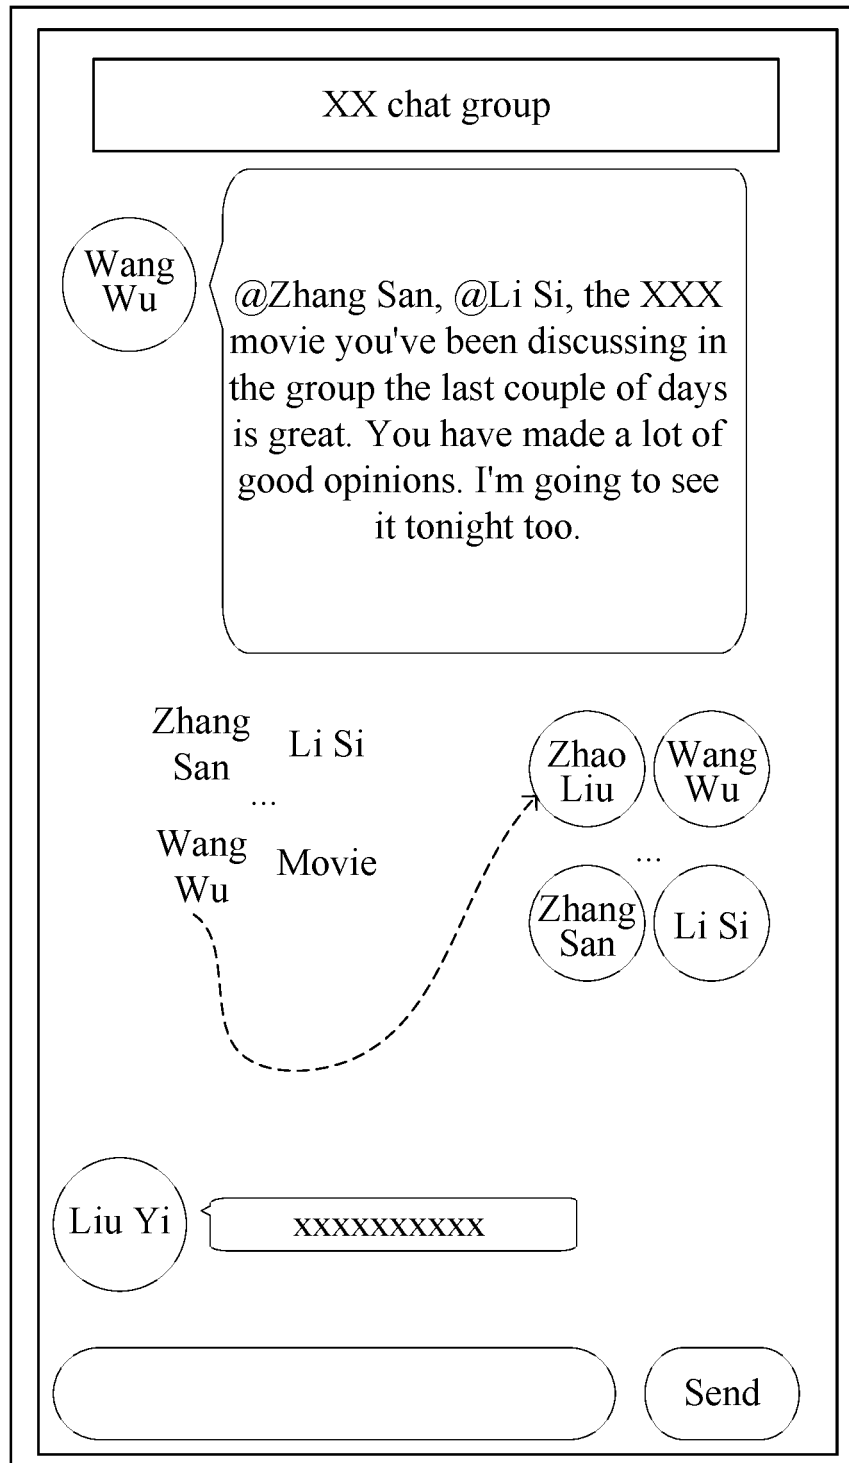 XX chat group
Wang
Wu
@Zhang San, @Li Si, the XXX
movie you've been discussing in
the group the last couple of days
is great. You have made a lot of
good opinions. I'm going to see
it tonight too.
Zhang
San
Li Si
...
Wang
Wu
Movie
Zhao
Liu
Wang
Wu
...
Zhang
San
Li Si
Liu Yi
xxxxxxxxxx
Send